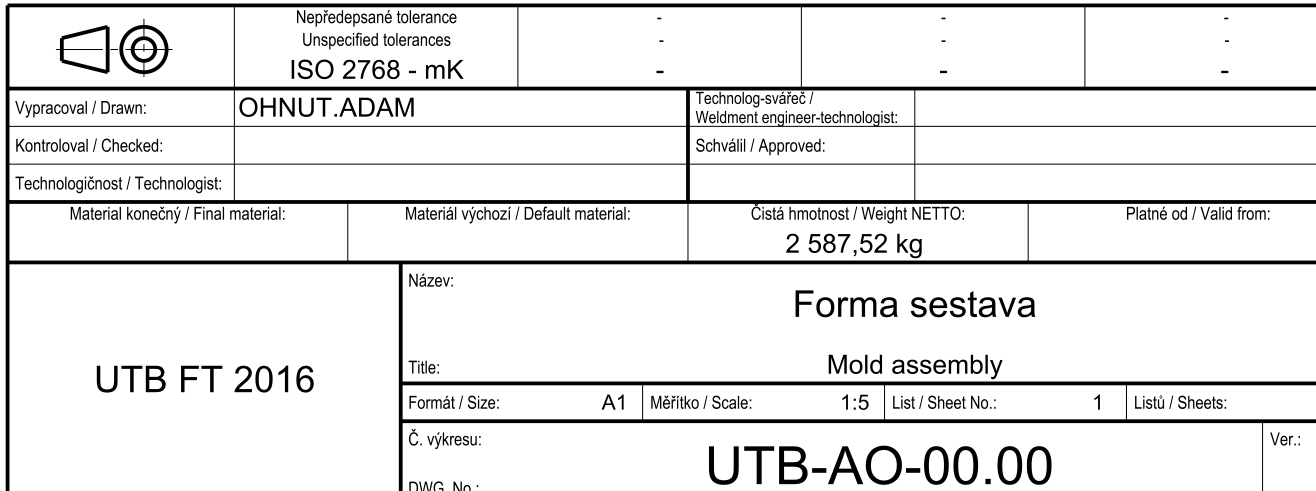 Nepředepsané tolerance - - -
Unspecified tolerances - - -
ISO 2768 - mK - - -
Vypracoval / Drawn: OHNUT.ADAM Technolog-svářeč /
Weldment engineer-technologist:
Kontroloval / Checked: Schválil / Approved:
Technologičnost / Technologist:
Material konečný / Final material: Materiál výchozí / Default material: Čistá hmotnost / Weight NETTO: Platné od / Valid from:
2 587,52 kg
Název:
Forma sestava
UTB FT 2016
Title: Mold assembly
Formát / Size: A1 Měřítko / Scale: 1:5 List / Sheet No.: 1 Listů / Sheets:
Č. výkresu: UTB-AO-00.00 Ver.:
DWG. No.: